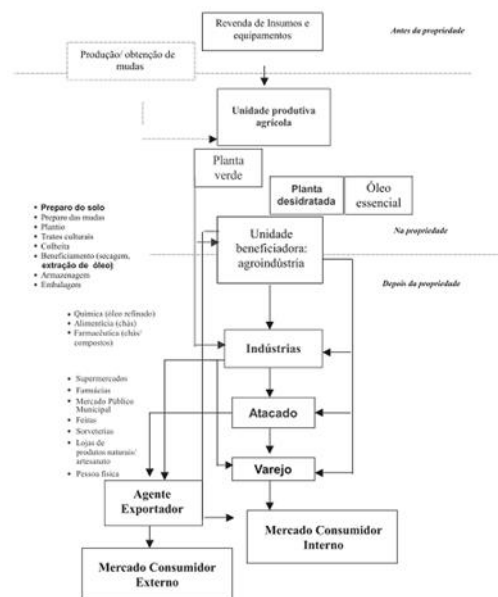 Revenda de Insumos e
equipamentos
Antes da propriedade
Produção/ obtenção de
mudas
Unidade produtiva
agrícola
Planta
verde
Planta
desidratada
Óleo
essencial
• Preparo do solo
• Preparo das mudas
• Plantio
• Tratos culturais
• Colheita
• Beneficiamento (secagem,
extração de óleo)
• Armazenagem
• Embalagem
Unidade
beneficiadora:
agroindústria
Na propriedade
Depois da propriedade
• Química (óleo refinado)
• Alimentícia (chás)
• Farmacêutica (chás/
compostos)
Indústrias
• Supermercados
• Farmácias
• Mercado Público
Municipal
• Feiras
• Sorveterias
• Lojas de
produtos naturais/
artesanato
• Pessoa física
Atacado
Varejo
Agente
Exportador
Mercado Consumidor
Interno
Mercado Consumidor
Externo